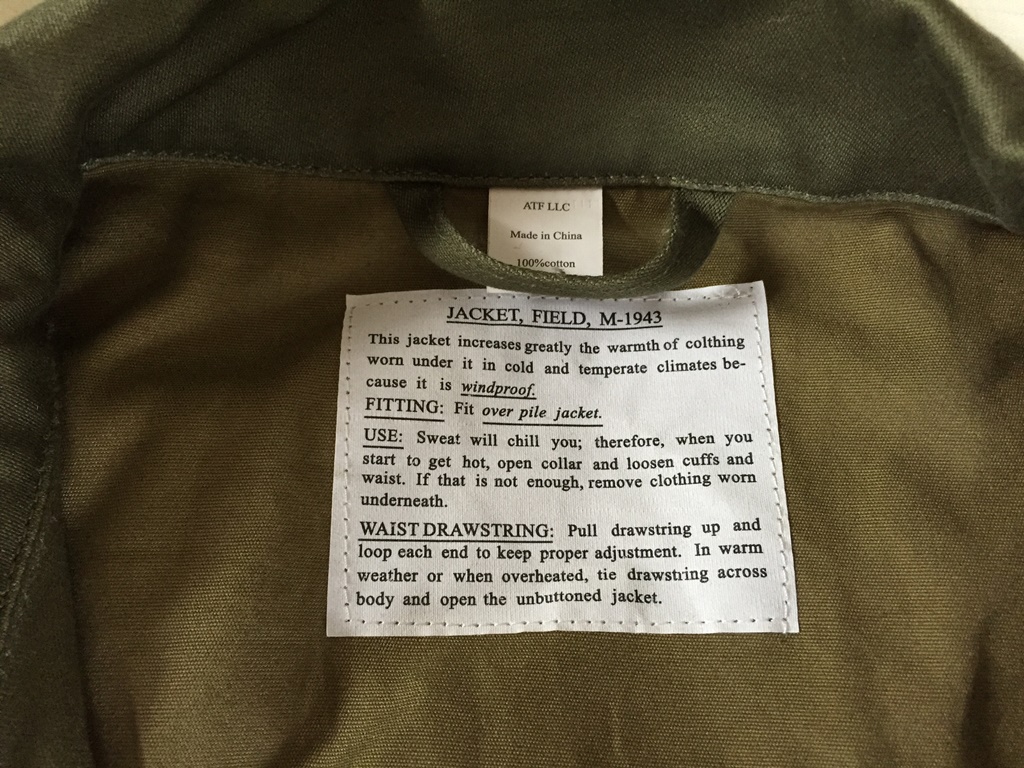 ATF LLC
Made in China
100%cotton
JACKET, FIELD, M-1943
This jacket increases greatly the warmth of colthing
worn under it in cold and temperate climates be-
cause it is windproof.
FITTING: Fit over pile jacket.
USE: Sweat will chill you; therefore, when you
start to get hot, open collar and loosen cuffs and
waist. If that is not enough, remove clothing worn
underneath.
WAIST DRAWSTRING: Pull drawstring up and
loop each end to keep proper adjustment. In warm
weather or when overheated, tie drawstring across
body and open the unbuttoned jacket.